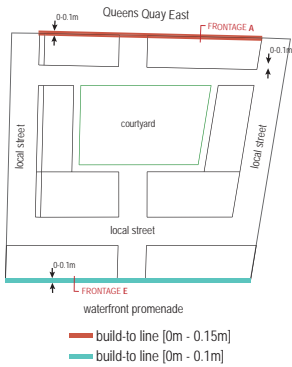 Queens Quay East
0-0.1m
FRONTAGE A
0-0.1m
courtyard
local street
local street
local street
0-0.1m
FRONTAGE E
waterfront promenade
build-to line [0m - 0.15m]
build-to line [0m - 0.1m]